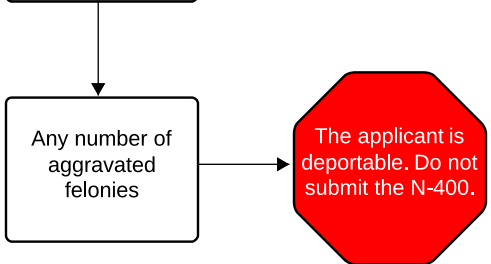 Any number of
aggravated
felonies
The applicant is
deportable. Do not
submit the N-400.